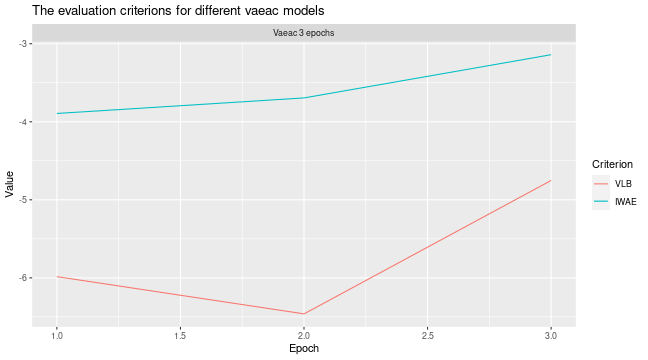 The evaluation criterions for different vaeac models
Vaeac 3 epochs
-3
-4
-5
-6
Value
1.0 1.5 2.0 2.5 3.0
Epoch
Criterion
VLB
IWAE